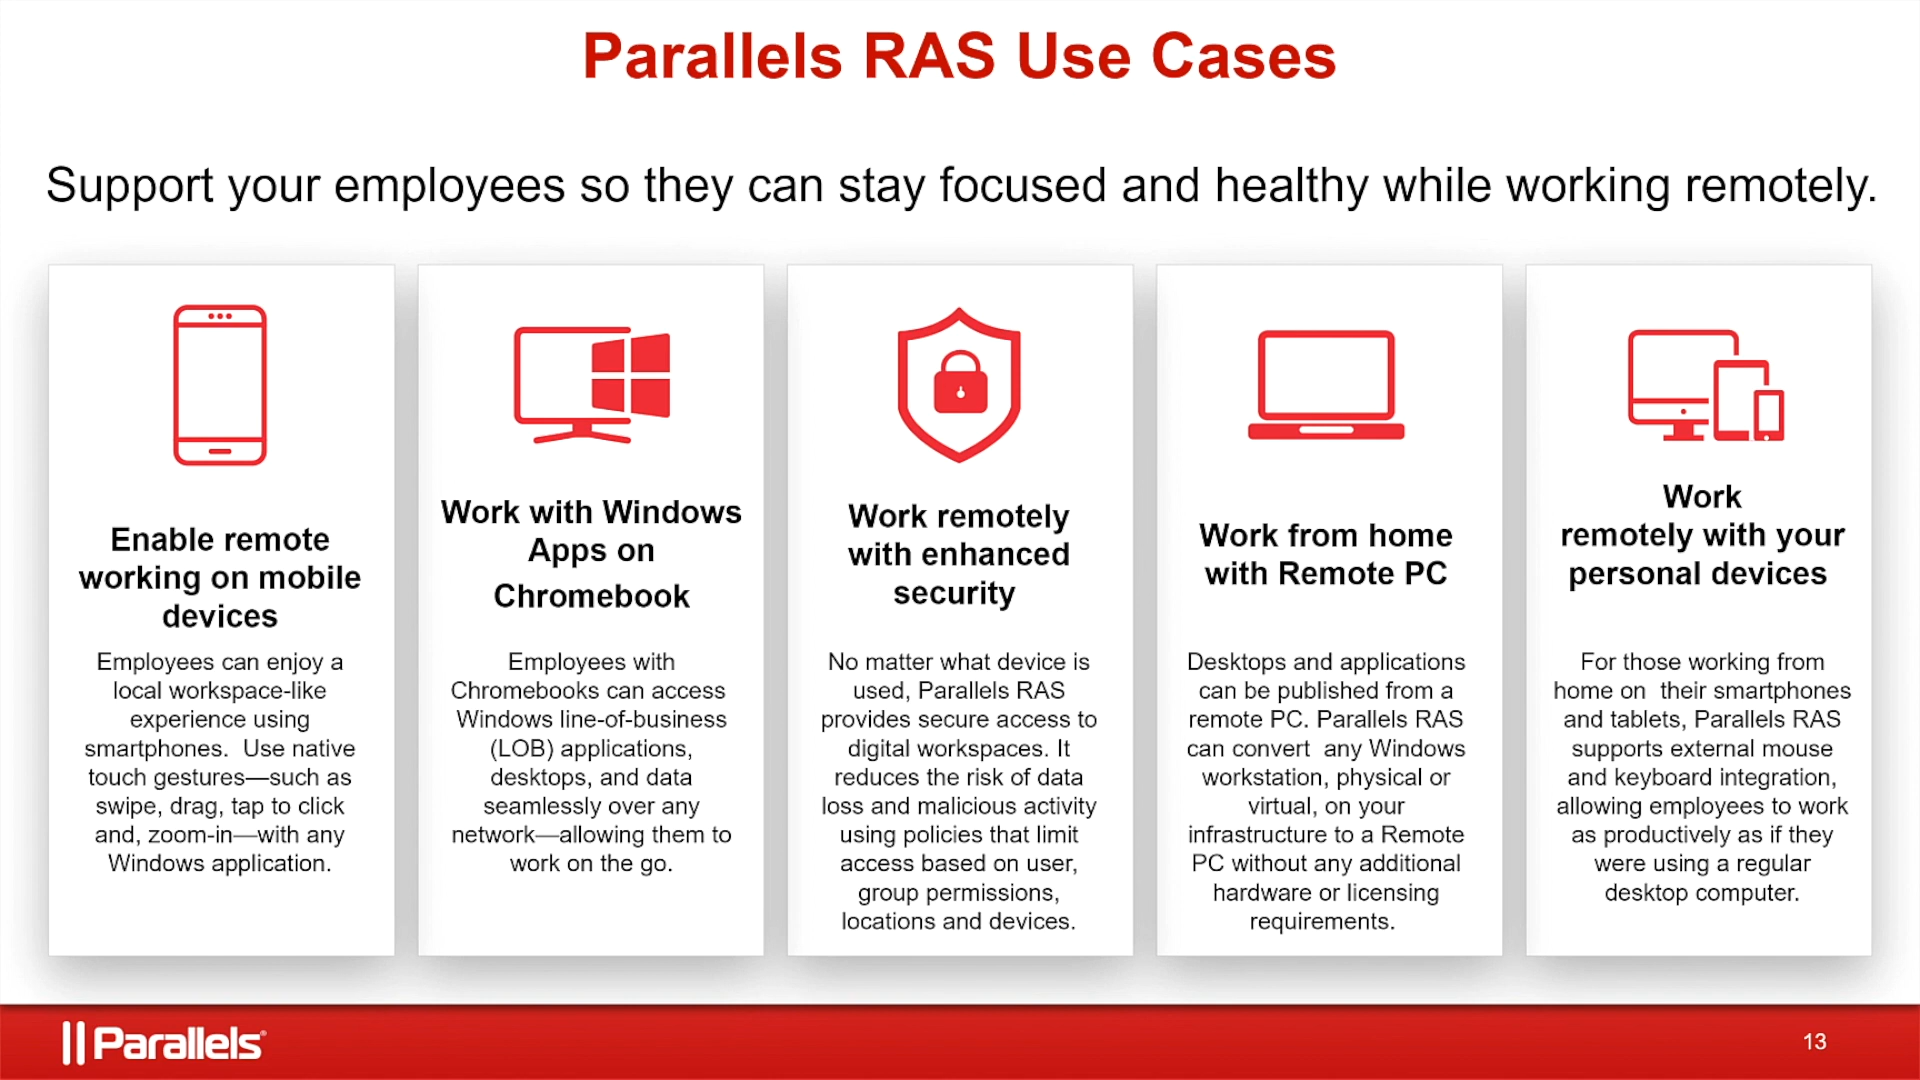 Parallels RAS Use Cases
Support your employees so they can stay focused and healthy while working remotely.
Enable remote
working on mobile
devices
Employees can enjoy a
local workspace-like
experience using
smartphones.  Use native
touch gestures—such as
swipe, drag, tap to click
and, zoom-in—with any
Windows application.
Work with Windows
Apps on
Chromebook
Employees with
Chromebooks can access
Windows line-of-business
(LOB) applications,
desktops, and data
seamlessly over any
network—allowing them to
work on the go.
Work remotely
with enhanced
security
No matter what device is
used, Parallels RAS
provides secure access to
digital workspaces. It
reduces the risk of data
loss and malicious activity
using policies that limit
access based on user,
group permissions,
locations and devices.
Work from home
with Remote PC
Desktops and applications
can be published from a
remote PC. Parallels RAS
can convert  any Windows
workstation, physical or
virtual, on your
infrastructure to a Remote
PC without any additional
hardware or licensing
requirements.
Work
remotely with your
personal devices
For those working from
home on  their smartphones
and tablets, Parallels RAS
supports external mouse
and keyboard integration,
allowing employees to work
as productively as if they
were using a regular
desktop computer.
Parallels®
13